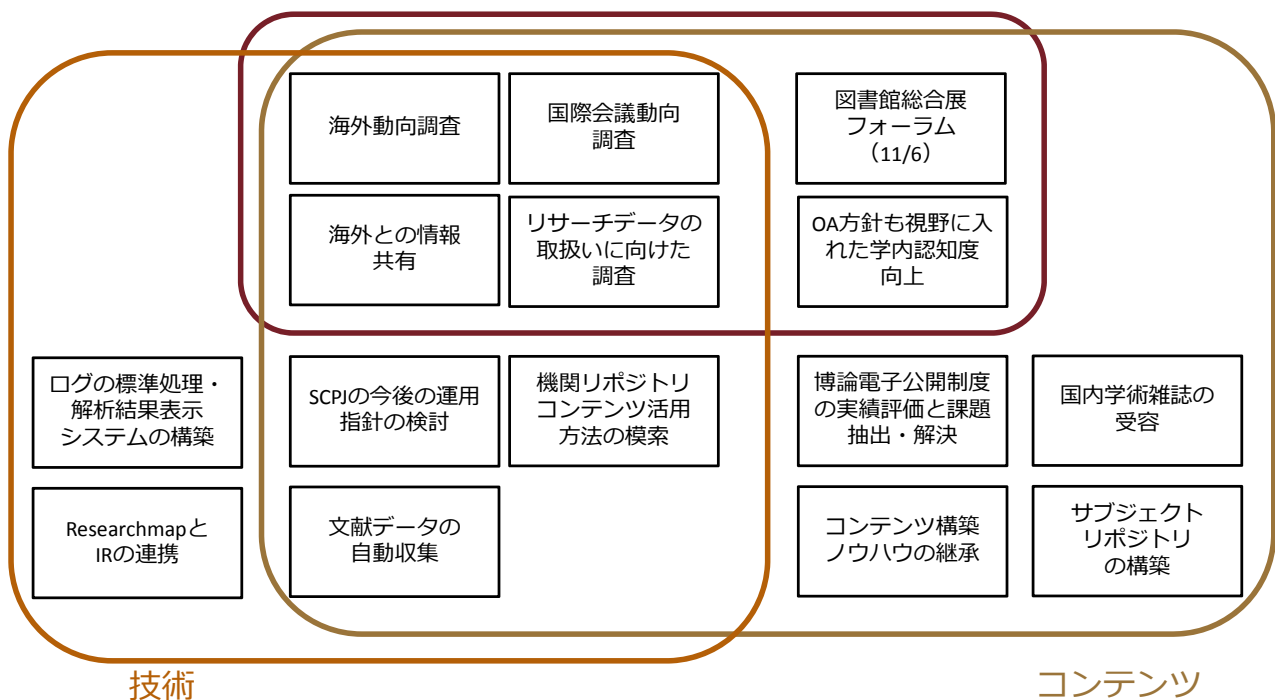 海外動向調査
国際会議動向
調査
図書館総合展
フォーラム
（11/6）
海外との情報
共有
リサーチデータの
取扱いに向けた
調査
OA方針も視野に入
れた学内認知度
向上
ログの標準処理・
解析結果表示
システムの構築
SCPJの今後の運用
指針の検討
機関リポジトリ
コンテンツ活用
方法の模索
博論電子公開制度
の実績評価と課題
抽出・解決
国内学術雑誌の
受容
Researchmapと
IRの連携
文献データの
自動収集
コンテンツ構築
ノウハウの継承
サブジェクト
リポジトリ
の構築
技術
コンテンツ